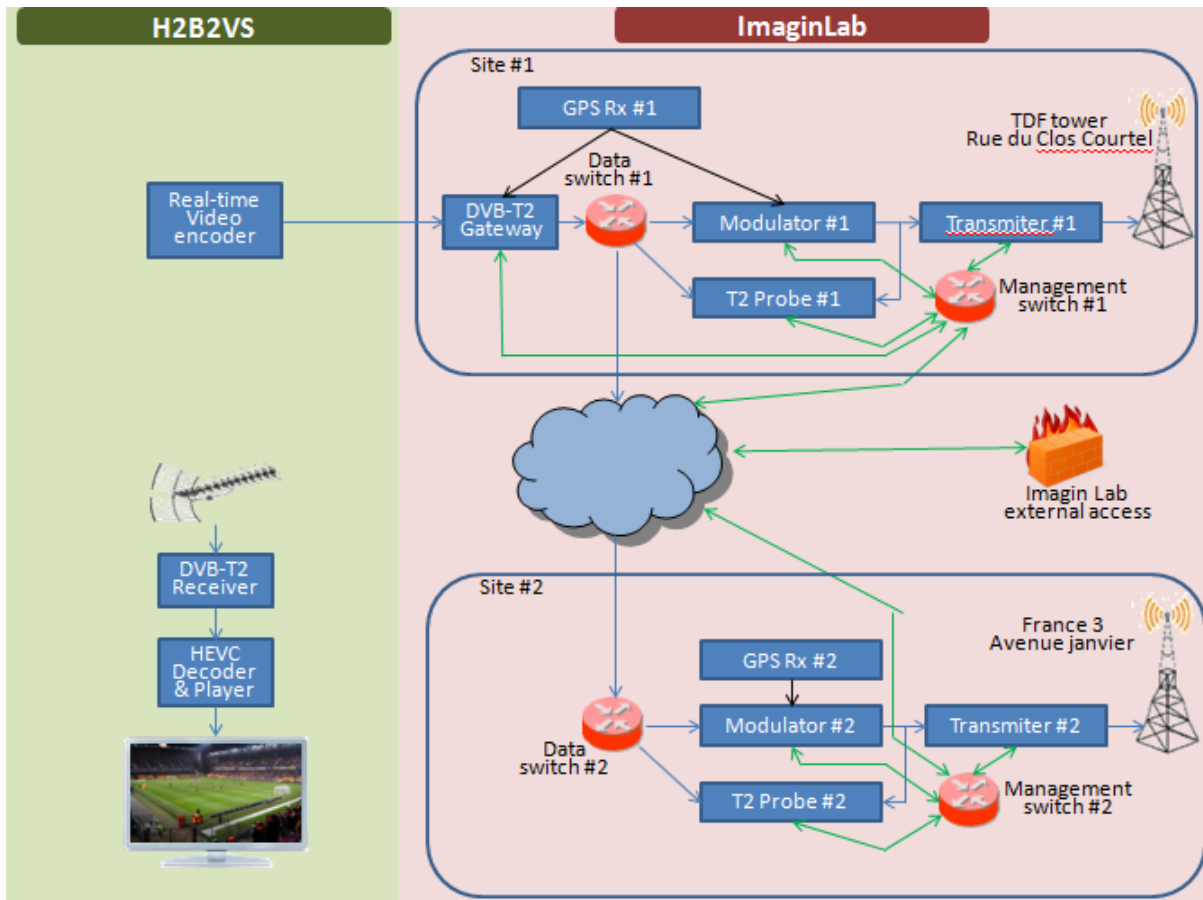 H2B2VS
ImaginLab
Site #1
GPS Rx #1
TDF tower
Rue du Clos Courtel
Data
switch #1
Real-time
Video
encoder
DVB-T2
Gateway
Modulator #1
Transmiter #1
T2 Probe #1
Management
switch #1
Imagin Lab
external access
DVB-T2
Receiver
HEVC
Decoder
& Player
Site #2
France 3
Avenue janvier
GPS Rx #2
Modulator #2
Transmiter #2
Data
switch #2
T2 Probe #2
Management
switch #2